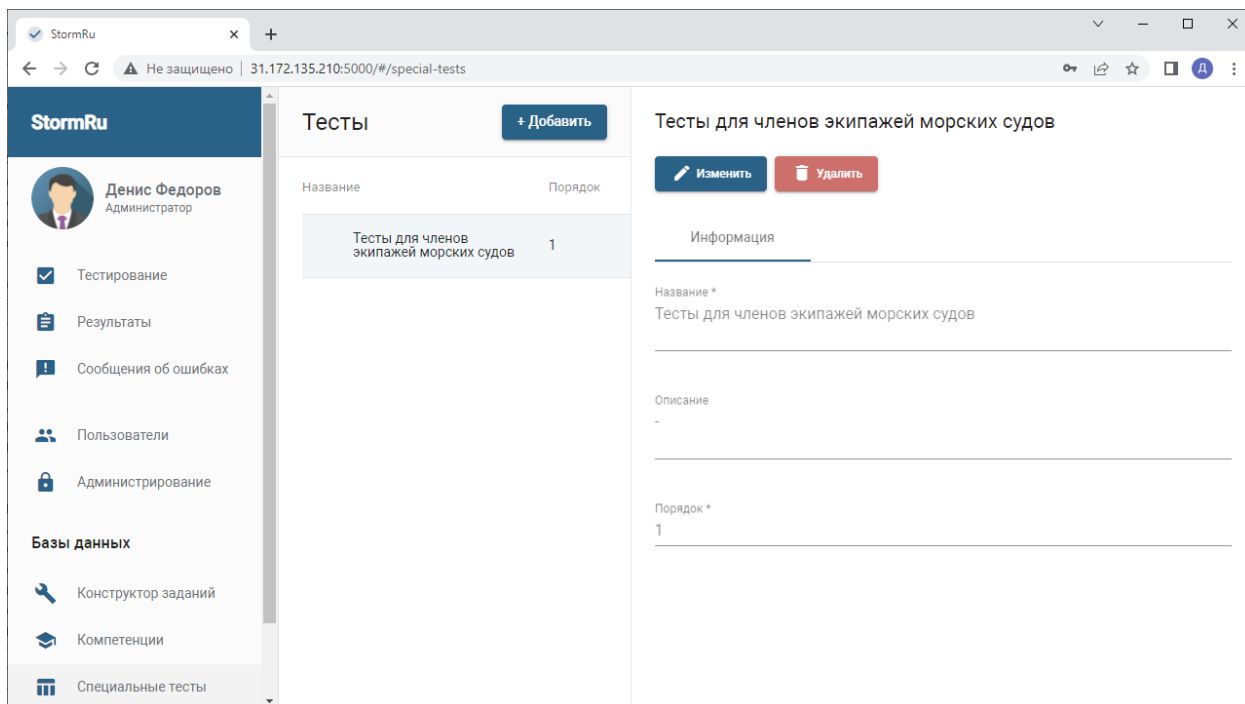 StormRu
Не защищено | 31.172.135.210:5000/#/special-tests
Д
StormRu
Денис Федоров
Администратор
Тестирование
Результаты
Сообщения об ошибках
Пользователи
Администрирование
Базы данных
Конструктор заданий
Компетенции
Специальные тесты
Тесты
+ Добавить
Название Порядок
Тесты для членов
экипажей морских судов
1
Тесты для членов экипажей морских судов
Изменить
Удалить
Информация
Название *
Тесты для членов экипажей морских судов
Описание
-
Порядок *
1